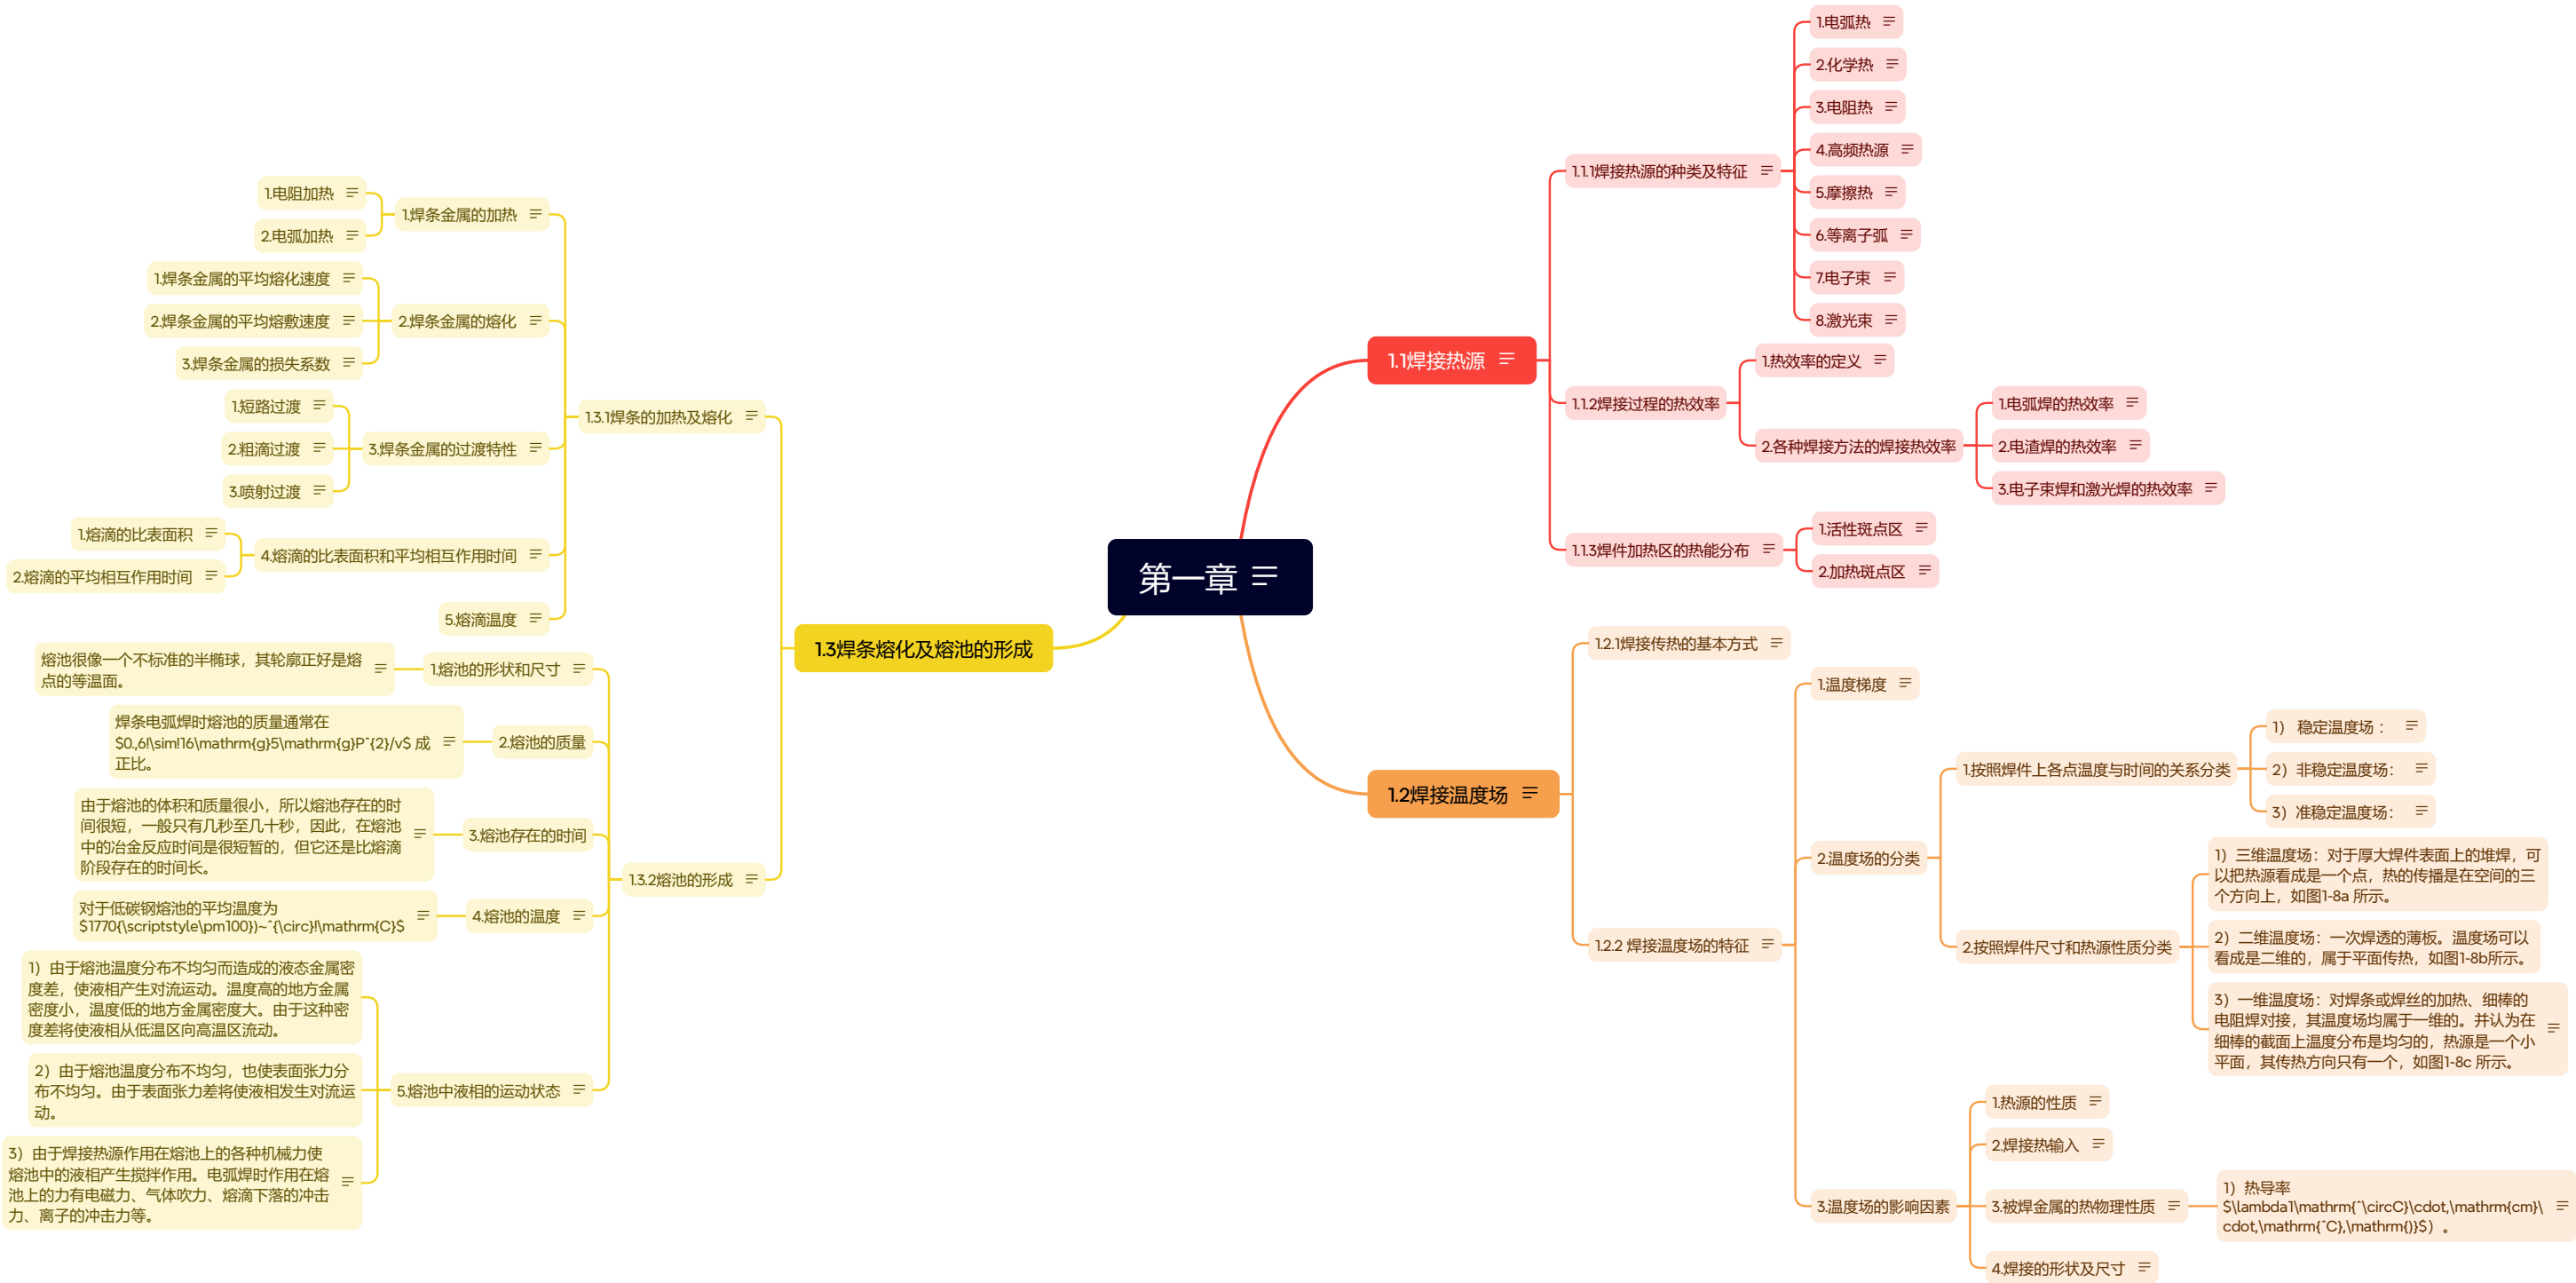 第一章
1.1焊接热源
1.1.1焊接热源的种类及特征
1.电弧热
2.化学热
3.电阻热
4.高频热源
5.摩擦热
6.等离子弧
7.电子束
8.激光束
1.1.2焊接过程的热效率
1.热效率的定义
2.各种焊接方法的焊接热效率
1.电弧焊的热效率
2.电渣焊的热效率
3.电子束焊和激光焊的热效率
1.1.3焊件加热区的热能分布
1.活性斑点区
2.加热斑点区
1.2焊接温度场
1.2.1焊接传热的基本方式
1.2.2 焊接温度场的特征
1.温度梯度
2.温度场的分类
1.按照焊件上各点温度与时间的关系分类
1） 稳定温度场 ：
2）非稳定温度场：
3）准稳定温度场：
2.按照焊件尺寸和热源性质分类
1）三维温度场：对于厚大焊件表面上的堆焊，可
以把热源看成是一个点，热的传播是在空间的三
个方向上，如图1-8a 所示。
2）二维温度场：一次焊透的薄板。温度场可以
看成是二维的，属于平面传热，如图1-8b所示。
3）一维温度场：对焊条或焊丝的加热、细棒的
电阻焊对接，其温度场均属于一维的。并认为在
细棒的截面上温度分布是均匀的，热源是一个小
平面，其传热方向只有一个，如图1-8c 所示。
3.温度场的影响因素
1.热源的性质
2.焊接热输入
3.被焊金属的热物理性质
1）热导率
$\lambda1\mathrm{^\circC}\cdot,\mathrm{cm}\
cdot,\mathrm{^C},\mathrm{)}$）。
4.焊接的形状及尺寸
1.3焊条熔化及熔池的形成
1.3.1焊条的加热及熔化
1.焊条金属的加热
1.电阻加热
2.电弧加热
2.焊条金属的熔化
1.焊条金属的平均熔化速度
2.焊条金属的平均熔敷速度
3.焊条金属的损失系数
3.焊条金属的过渡特性
1.短路过渡
2.粗滴过渡
3.喷射过渡
4.熔滴的比表面积和平均相互作用时间
1.熔滴的比表面积
2.熔滴的平均相互作用时间
5.熔滴温度
1.3.2熔池的形成
1.熔池的形状和尺寸
熔池很像一个不标准的半椭球，其轮廓正好是熔
点的等温面。
2.熔池的质量
焊条电弧焊时熔池的质量通常在
$0.,6!\sim!16\mathrm{g}5\mathrm{g}P^{2}/v$ 成
正比。
3.熔池存在的时间
由于熔池的体积和质量很小，所以熔池存在的时
间很短，一般只有几秒至几十秒，因此，在熔池
中的冶金反应时间是很短暂的，但它还是比熔滴
阶段存在的时间长。
4.熔池的温度
对于低碳钢熔池的平均温度为
$1770{\scriptstyle\pm100})~^{\circ}!\mathrm{C}$
5.熔池中液相的运动状态
1）由于熔池温度分布不均匀而造成的液态金属密
度差，使液相产生对流运动。温度高的地方金属
密度小，温度低的地方金属密度大。由于这种密
度差将使液相从低温区向高温区流动。
2）由于熔池温度分布不均匀，也使表面张力分
布不均匀。由于表面张力差将使液相发生对流运
动。
3）由于焊接热源作用在熔池上的各种机械力使
熔池中的液相产生搅拌作用。电弧焊时作用在熔
池上的力有电磁力、气体吹力、熔滴下落的冲击
力、离子的冲击力等。